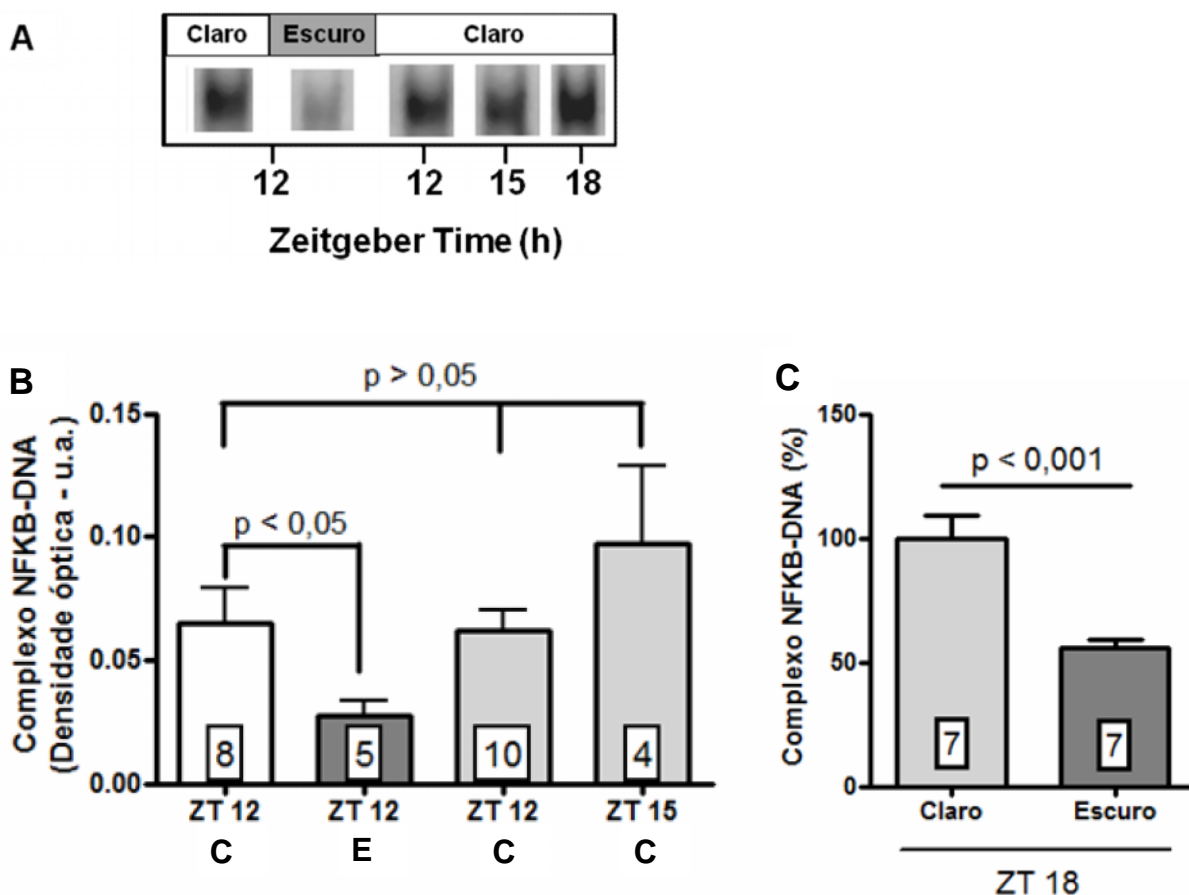 A
Claro Escuro Claro
12 12 15 18
Zeitgeber Time (h)
B
Complexo NFKB-DNA
(Densidade óptica - u.a.)
p > 0,05
p < 0,05
0.15
0.10
0.05
0.00
8 5 10 4
ZT 12 ZT 12 ZT 12 ZT 15
C E C C
C
Complexo NFKB-DNA (%)
p < 0,001
150
100
50
0
7 7
Claro Escuro
ZT 18